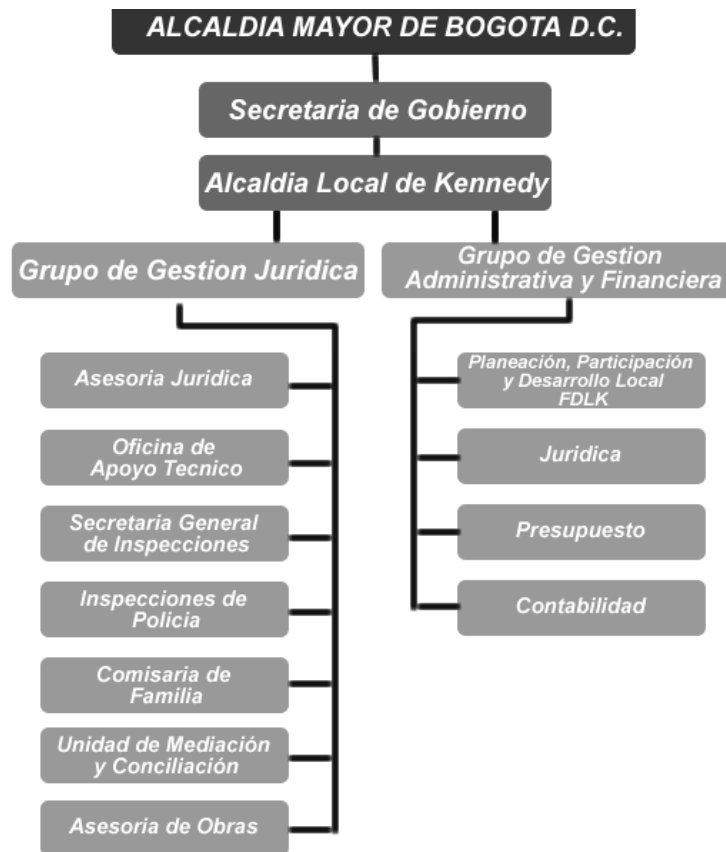 ALCALDIA MAYOR DE BOGOTA D.C.
Secretaria de Gobierno
Alcaldia Local de Kennedy
Grupo de Gestion Juridica
Grupo de Gestion
Administrativa y Financiera
Asesoria Juridica
Oficina de
Apoyo Tecnico
Secretaria General
de Inspecciones
Inspecciones de
Policia
Comisaria de
Familia
Unidad de Mediación
y Conciliación
Asesoria de Obras
Planeación, Participación
y Desarrollo Local
FDLK
Juridica
Presupuesto
Contabilidad